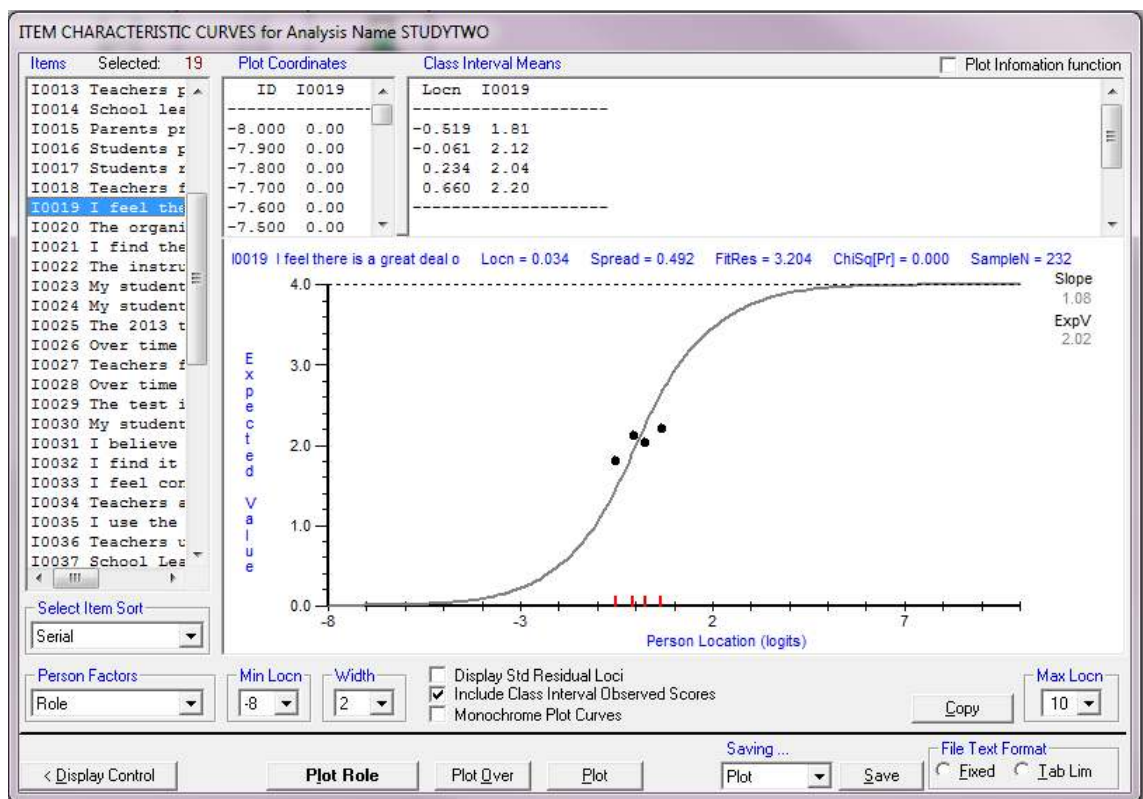 ITEM CHARACTERISTIC CURVES for Analysis Name STUDYTWO
Items Selected: 19
I0013 Teachers p
I0014 School lea
I0015 Parents pr
I0016 Students p
I0017 Students r
I0018 Teachers f
I0019 I feel the
I0020 The organi
I0021 I find the
I0022 The instru
I0023 My student
I0024 My student
I0025 The 2013 t
I0026 Over time
I0027 Teachers f
I0028 Over time
I0029 The test i
I0030 My student
I0031 I believe
I0032 I find it
I0033 I feel con
I0034 Teachers a
I0035 I use the
I0036 Teachers u
I0037 School Lea
Plot Coordinates
ID I0019
-------------------
-8.000 0.00
-7.900 0.00
-7.800 0.00
-7.700 0.00
-7.600 0.00
-7.500 0.00
Class Interval Means
Locn I0019
-------------------
-0.519 1.81
-0.061 2.12
0.234 2.04
0.660 2.20
-------------------
Plot Infomation function
I0019 I feel there is a great deal o Locn = 0.034 Spread = 0.492 FitRes = 3.204 ChiSq[Pr] = 0.000 SampleN = 232
Slope
1.08
ExpV
2.02
Expected Value
4.0
3.0
2.0
1.0
0.0
-8 -3 2 7
Person Location (logits)
Select Item Sort
Serial
Person Factors
Role
Min Locn
-8
Width
2
Display Std Residual Loci
Include Class Interval Observed Scores
Monochrome Plot Curves
Copy
Max Locn
10
< Display Control
Plot Role
Plot Over
Plot
Saving ...
Plot
Save
File Text Format
Fixed Tab Lim